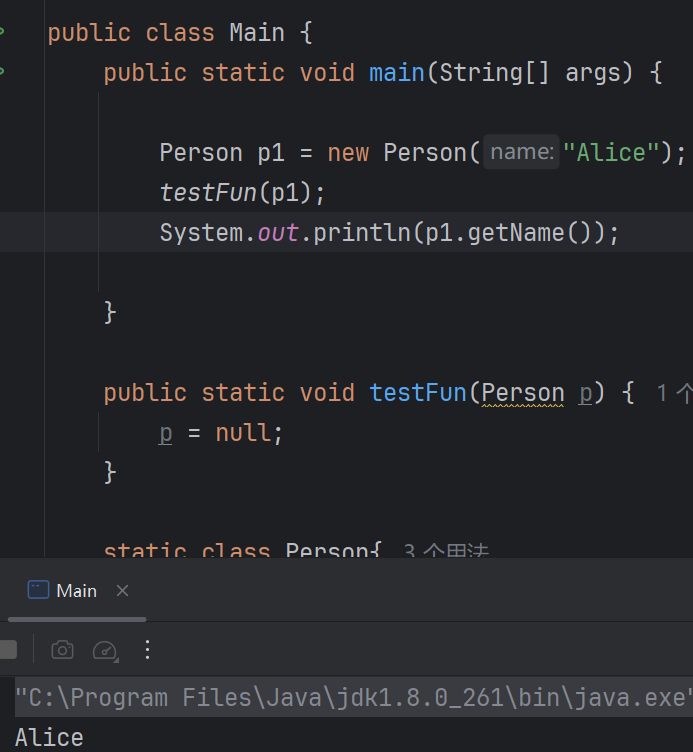 public class Main {
public static void main(String[] args) {
Person p1 = new Person( name: "Alice");
testFun(p1);
System.out.println(p1.getName());
}
public static void testFun(Person p) { 1 个
p = null;
}
static class Person{ 3 个用法
Main
"C:\Program Files\Java\jdk1.8.0_261\bin\java.exe"
Alice